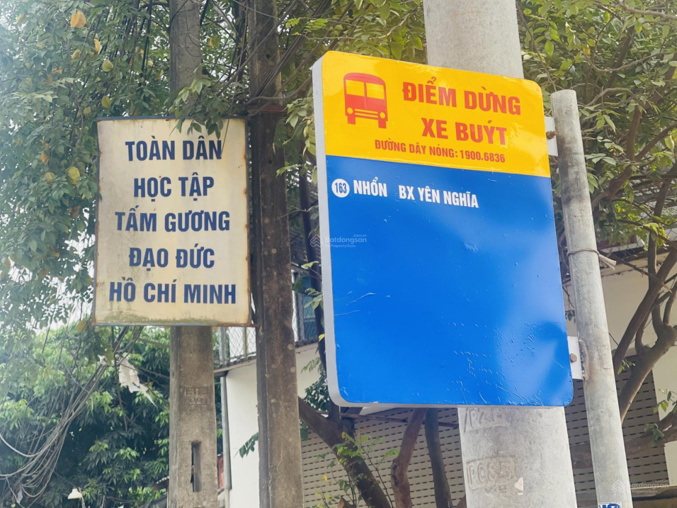 TOÀN DÂN
HỌC TẬP
TẤM GƯƠNG
ĐẠO ĐỨC
HỒ CHÍ MINH
ĐIỂM DỪNG
XE BUÝT
ĐƯỜNG DÂY NÓNG: 1900.6836
163 NHỔN BX YÊN NGHĨA
Batdongsan